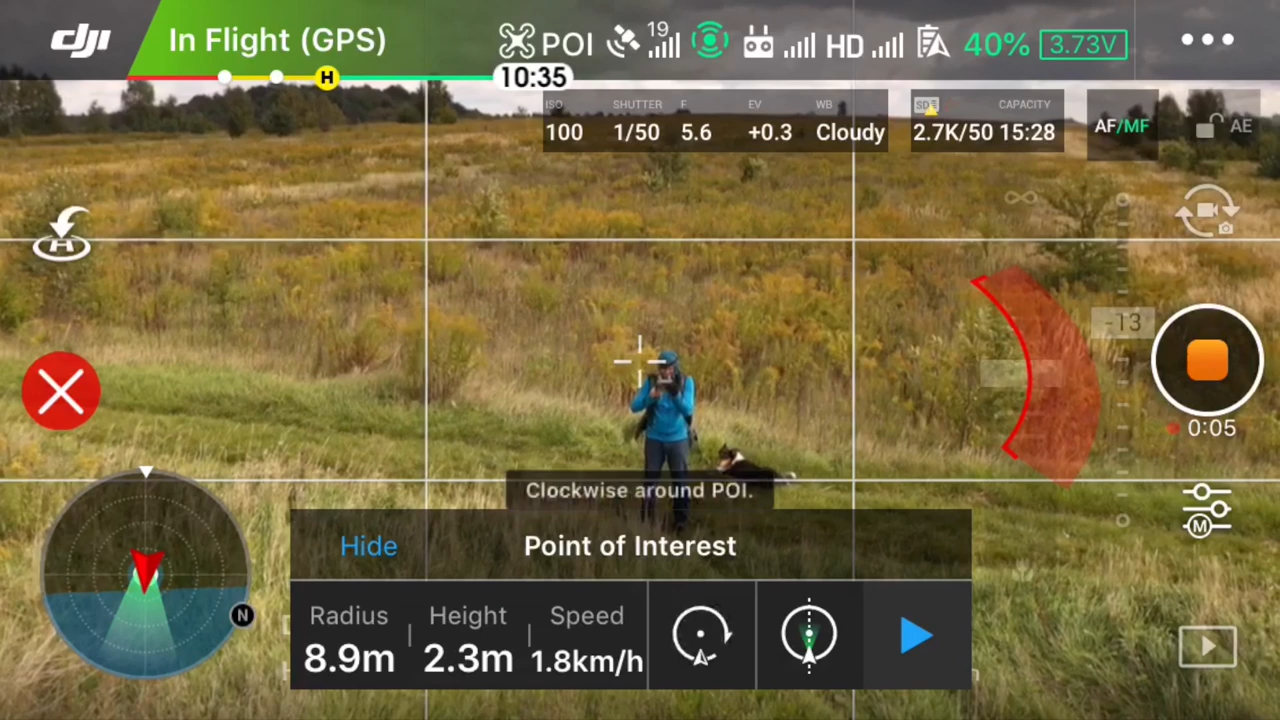 dji In Flight (GPS) POI 19 HD 40% 3.73V
H 10:35
ISO SHUTTER F EV WB SD CAPACITY
100 1/50 5.6 +0.3 Cloudy 2.7K/50 15:28 AF/MF AE
H
-13
0:05
Clockwise around POI.
M
Hide Point of Interest
N
Radius Height Speed
8.9m 2.3m 1.8km/h